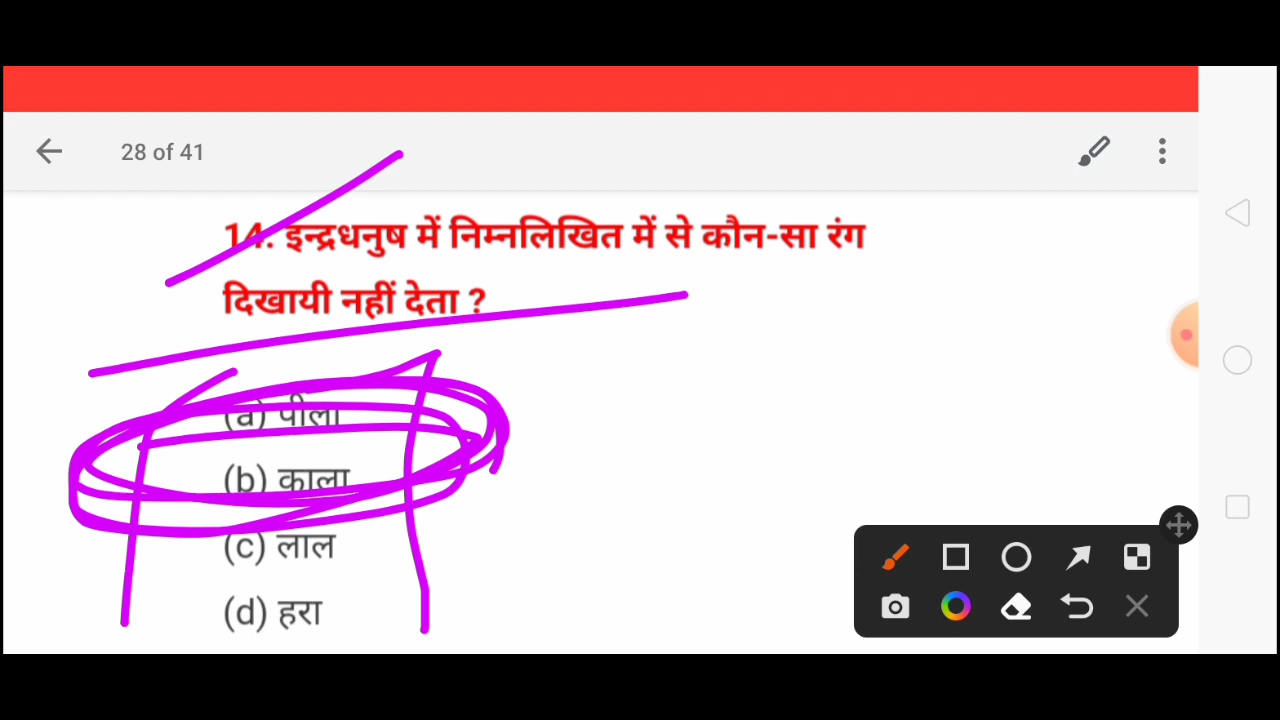 28 of 41
14. इन्द्रधनुष में निम्नलिखित में से कौन-सा रंग
दिखायी नहीं देता ?
(a) पीला
(b) काला
(c) लाल
(d) हरा